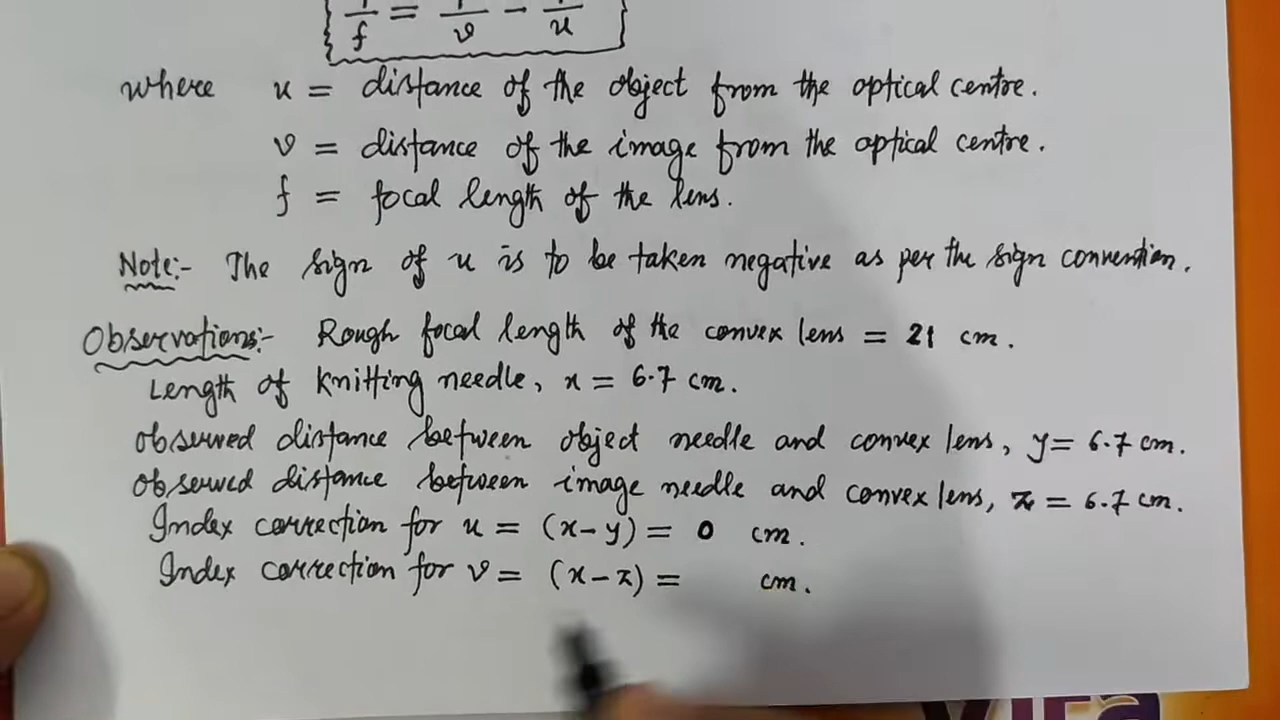 f = v - u
where u = distance of the object from the optical centre.
v = distance of the image from the optical centre.
f = focal length of the lens.
Note:- The sign of u is to be taken negative as per the sign convention.
Observations:- Rough focal length of the convex lens = 21 cm.
Length of knitting needle, x = 6.7 cm.
observed distance between object needle and convex lens, y = 6.7 cm.
observed distance between image needle and convex lens, z = 6.7 cm.
Index correction for u = (x-y) = 0 cm.
Index correction for v = (x-z) = cm.